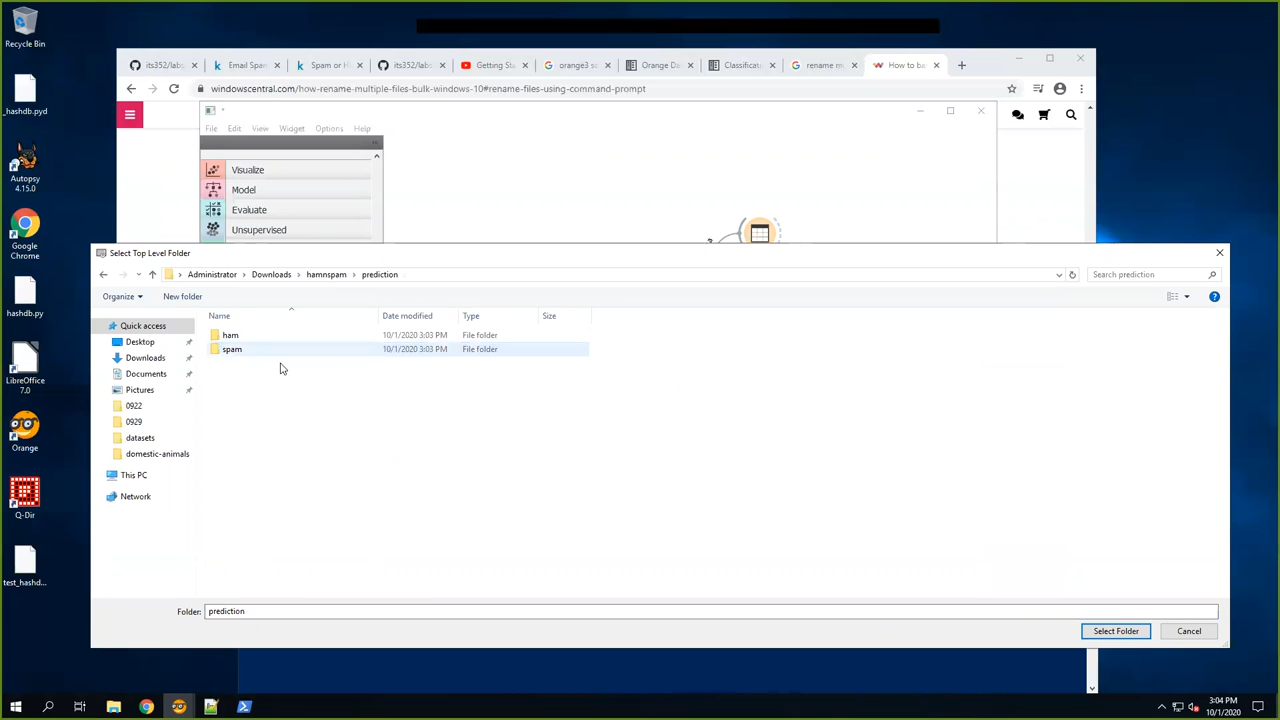 Recycle Bin
_hashdb.pyd
Autopsy
4.15.0
Google
Chrome
hashdb.py
LibreOffice
7.0
Orange
Q-Dir
test_hashd...
its352/labs
Email Spa
Spam or H
its352/labs
Getting St
orange3 s
Orange Da
Classificat
rename m
How to ba
windowscentral.com/how-rename-multiple-files-bulk-windows-10#rename-files-using-command-prompt
File Edit View Widget Options Help
Visualize
Model
Evaluate
Unsupervised
Select Top Level Folder
Administrator > Downloads > hamnspam > prediction
Search prediction
Organize
New folder
Name Date modified Type Size
ham 10/1/2020 3:03 PM File folder
spam 10/1/2020 3:03 PM File folder
Quick access
Desktop
Downloads
Documents
Pictures
0922
0929
datasets
domestic-animals
This PC
Network
Folder: prediction
Select Folder
Cancel
3:04 PM
10/1/2020